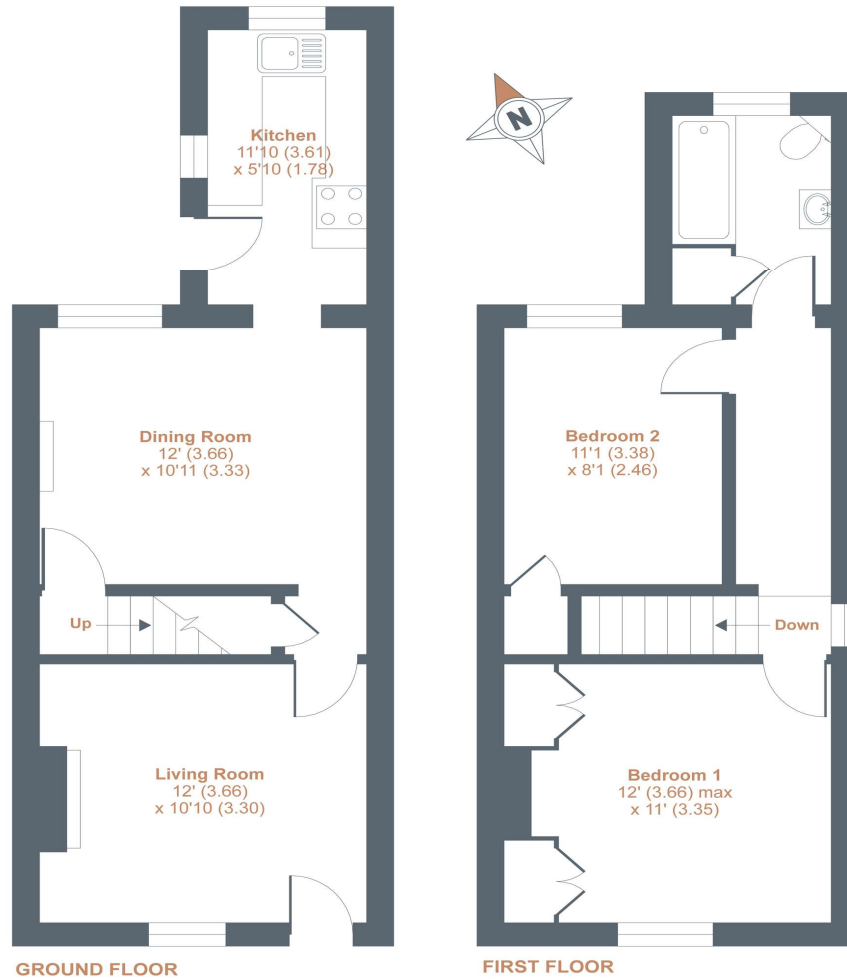 Kitchen
11'10 (3.61)
x 5'10 (1.78)
N
Dining Room
12' (3.66)
x 10'11 (3.33)
Up
Living Room
12' (3.66)
x 10'10 (3.30)
GROUND FLOOR
Bedroom 2
11'1 (3.38)
x 8'1 (2.46)
Down
Bedroom 1
12' (3.66) max
x 11' (3.35)
FIRST FLOOR